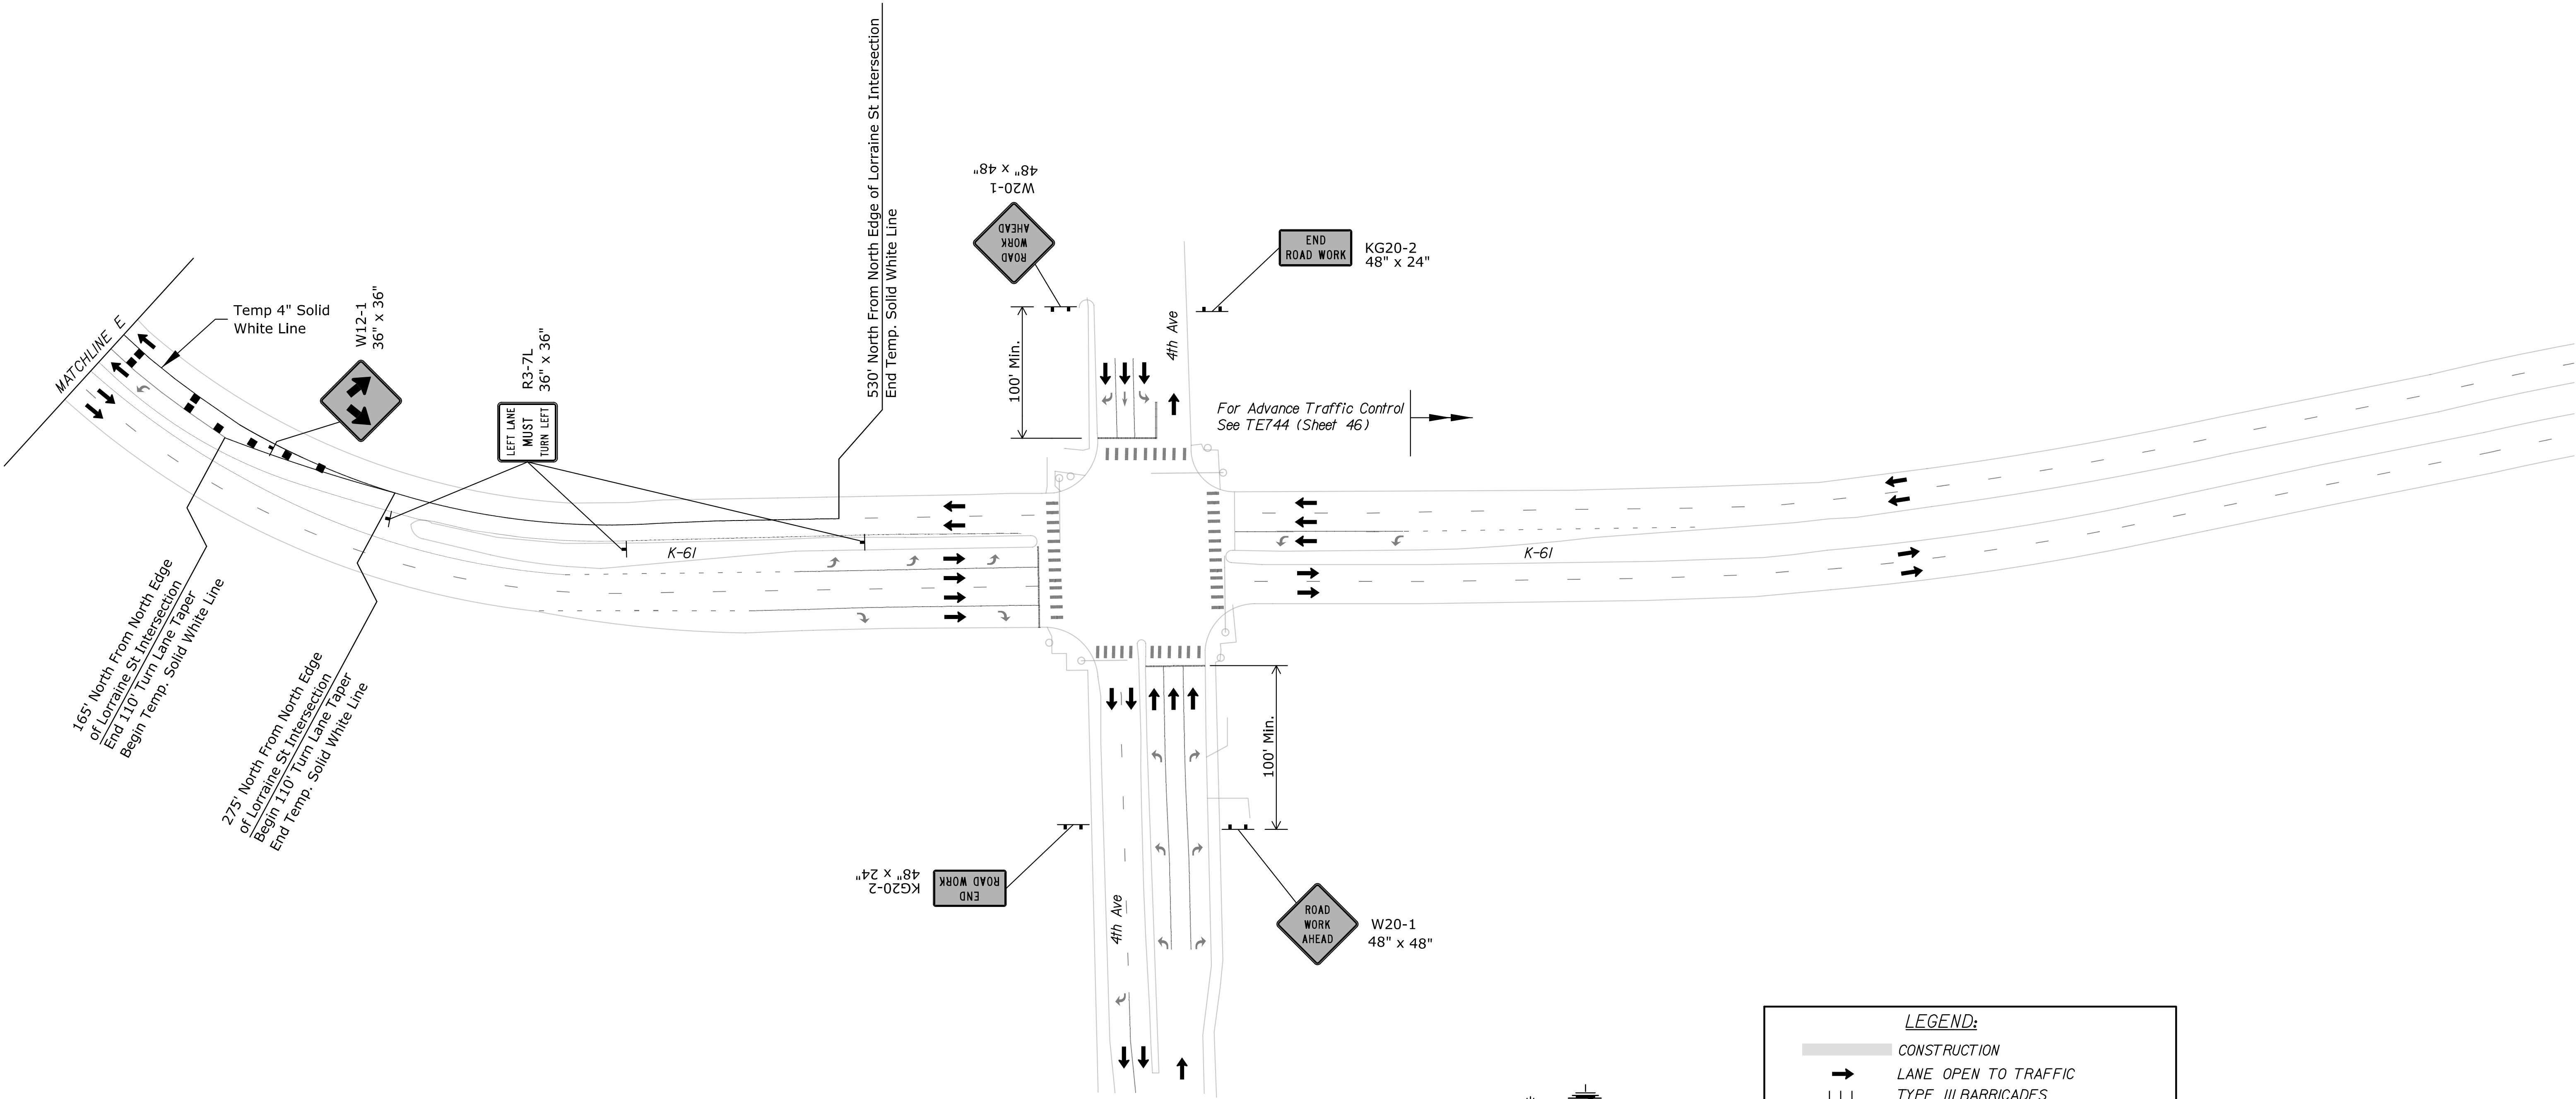 530' North From North Edge of Lorraine St Intersection
End Temp. Solid White Line
W20-1
48" x 48"
ROAD
WORK
AHEAD
END
ROAD WORK
KG20-2
48" x 24"
MATCHLINE E
Temp 4" Solid
White Line
W12-1
36" x 36"
R3-7L
36" x 36"
LEFT LANE
MUST
TURN LEFT
100' Min.
4th Ave
For Advance Traffic Control
See TE744 (Sheet 46)
K-61
K-61
165' North From North Edge
of Lorraine St Intersection
End 110' Turn Lane Taper
Begin Temp. Solid White Line
275' North From North Edge
of Lorraine St Intersection
Begin 110' Turn Lane Taper
End Temp. Solid White Line
100' Min.
KG20-2
48" x 24"
END
ROAD WORK
4th Ave
ROAD
WORK
AHEAD
W20-1
48" x 48"
LEGEND:
CONSTRUCTION
LANE OPEN TO TRAFFIC
TYPE III BARRICADES